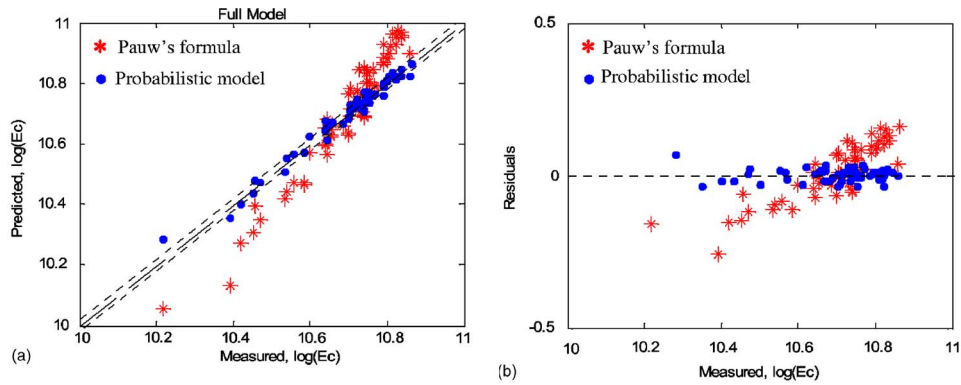 Full Model
11
10.8
10.6
10.4
10.2
10
Predicted, log(Ec)
Pauw's formula
Probabilistic model
10
10.2
10.4
10.6
10.8
11
Measured, log(Ec)
(a)
0.5
0
-0.5
Residuals
Pauw's formula
Probabilistic model
10
10.2
10.4
10.6
10.8
11
Measured, log(Ec)
(b)